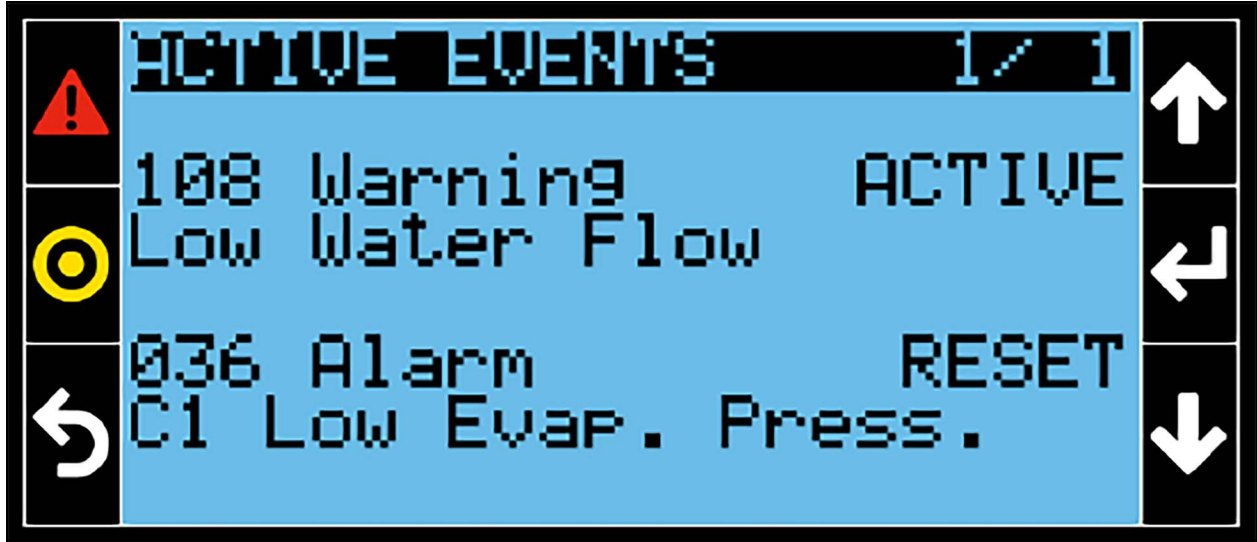 ACTIVE EVENTS 1/ 1
108 Warning ACTIVE
Low Water Flow
036 Alarm RESET
C1 Low Evap. Press.